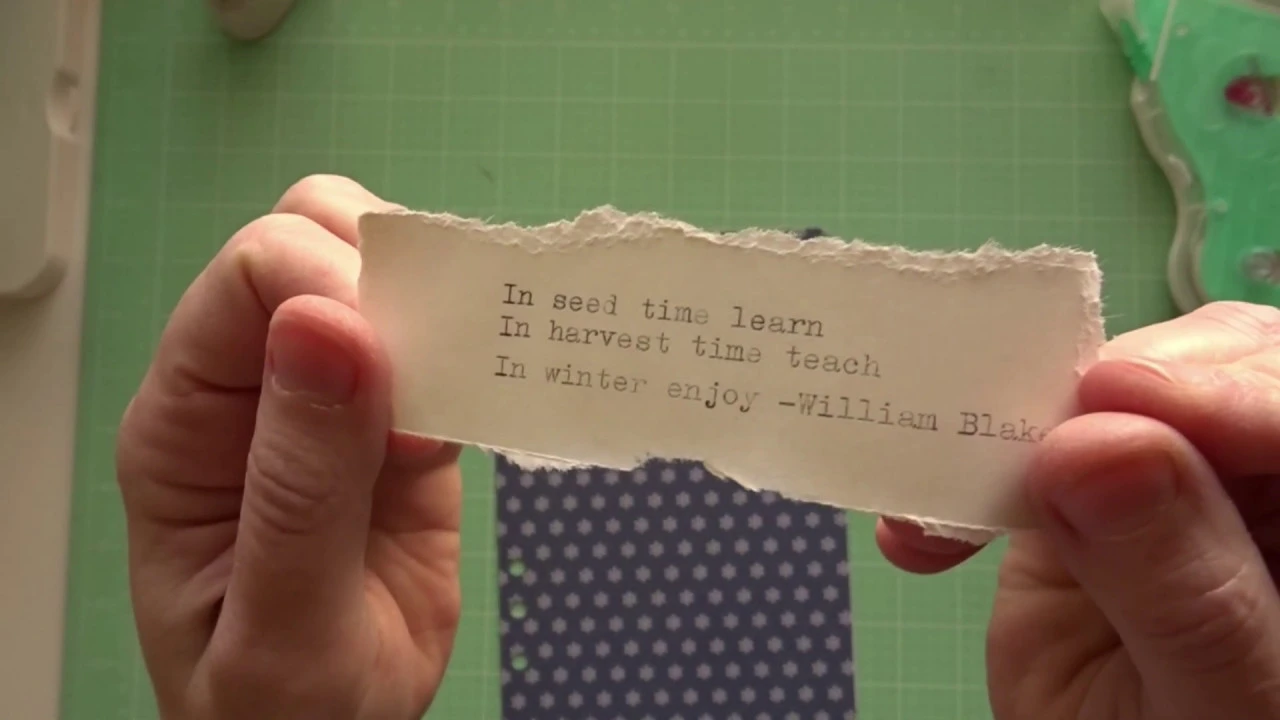 In seed time learn
In harvest time teach
In winter enjoy -William Blake